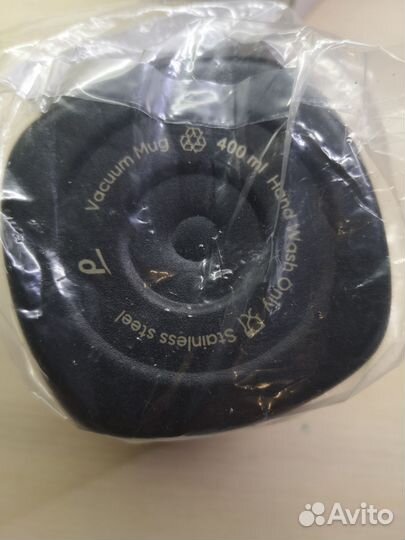 Vacuum Mug
400 ml
Hand Wash Only
Stainless steel
Avito